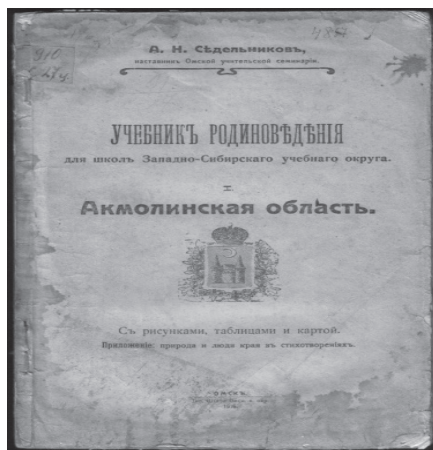 А. Н. Сѣдельниковъ,
наставникъ Омской учительской семинаріи.
УЧЕБНИКЪ РОДИНОВѢДѢНІЯ
для школъ Западно-Сибирскаго учебнаго округа.
I.
Акмолинская область.
Съ рисунками, таблицами и картой.
Приложеніе: природа и люди края въ стихотвореніяхъ.
ОМСКЪ.